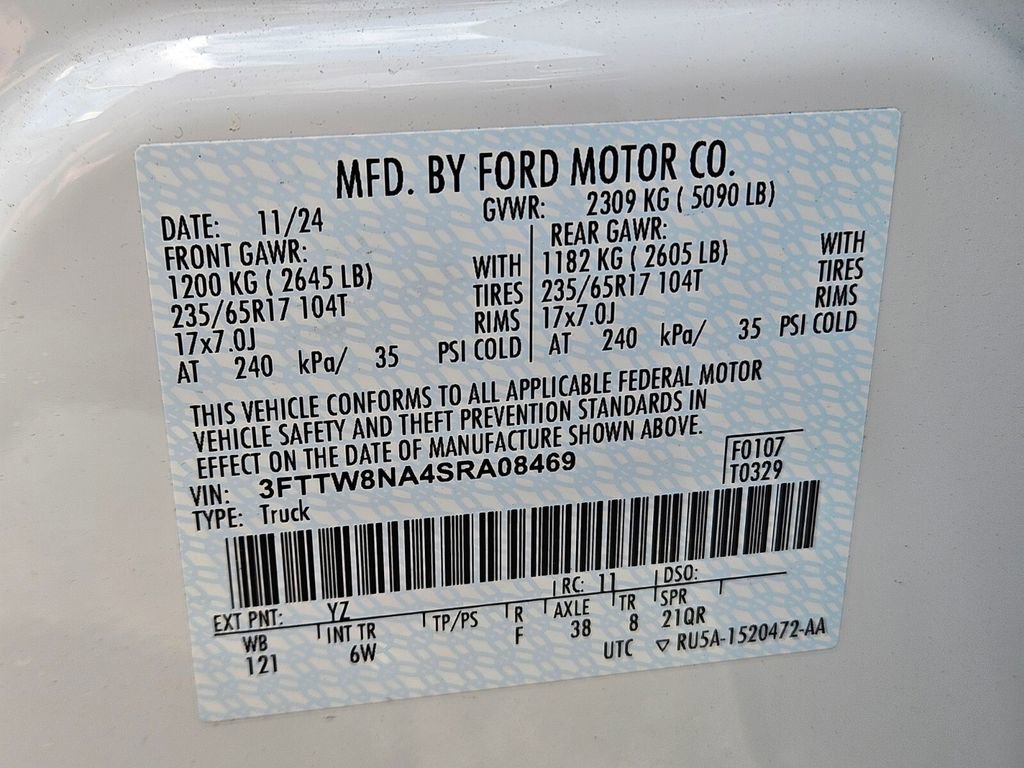 MFD. BY FORD MOTOR CO.
DATE: 11/24 GVWR: 2309 KG ( 5090 LB)
FRONT GAWR: REAR GAWR:
1200 KG ( 2645 LB) WITH 1182 KG ( 2605 LB) WITH
235/65R17 104T TIRES 235/65R17 104T TIRES
17x7.0J RIMS 17x7.0J RIMS
AT 240 kPa/ 35 PSI COLD AT 240 kPa/ 35 PSI COLD
THIS VEHICLE CONFORMS TO ALL APPLICABLE FEDERAL MOTOR
VEHICLE SAFETY AND THEFT PREVENTION STANDARDS IN
EFFECT ON THE DATE OF MANUFACTURE SHOWN ABOVE.
VIN: 3FTTW8NA4SRA08469 F0107
TYPE: Truck T0329
EXT PNT: YZ RC: 11 DSO:
WB INT TR TP/PS R AXLE TR SPR
121 6W F 38 8 21QR
UTC ▽ RU5A-1520472-AA